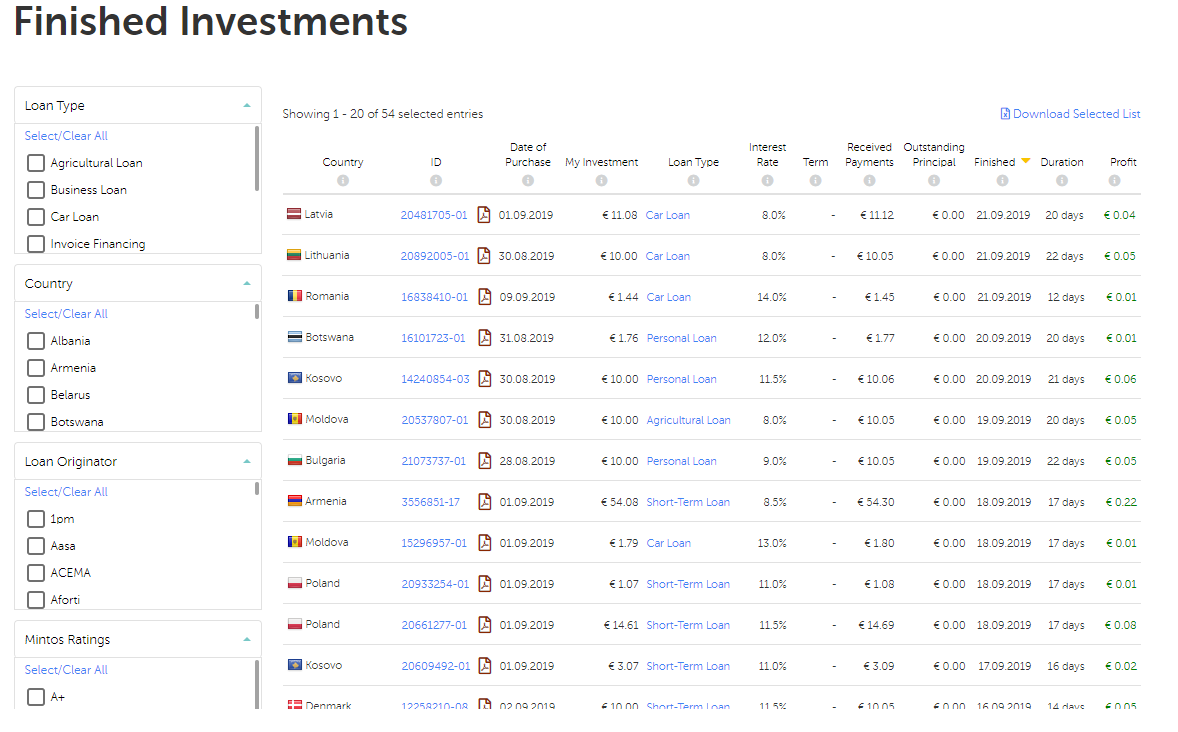 Finished Investments
Loan Type
Select/Clear All
Agricultural Loan
Business Loan
Car Loan
Invoice Financing
Country
Select/Clear All
Albania
Armenia
Belarus
Botswana
Loan Originator
Select/Clear All
1pm
Aasa
ACEMA
Aforti
Mintos Ratings
Select/Clear All
A+
Showing 1 - 20 of 54 selected entries
Download Selected List
Country ID Date of Purchase My Investment Loan Type Interest Rate Term Received Payments Outstanding Principal Finished Duration Profit
Latvia 20481705-01 01.09.2019 € 11.08 Car Loan 8.0% - € 11.12 € 0.00 21.09.2019 20 days € 0.04
Lithuania 20892005-01 30.08.2019 € 10.00 Car Loan 8.0% - € 10.05 € 0.00 21.09.2019 22 days € 0.05
Romania 16838410-01 09.09.2019 € 1.44 Car Loan 14.0% - € 1.45 € 0.00 21.09.2019 12 days € 0.01
Botswana 16101723-01 31.08.2019 € 1.76 Personal Loan 12.0% - € 1.77 € 0.00 20.09.2019 20 days € 0.01
Kosovo 14240854-03 30.08.2019 € 10.00 Personal Loan 11.5% - € 10.06 € 0.00 20.09.2019 21 days € 0.06
Moldova 20537807-01 30.08.2019 € 10.00 Agricultural Loan 8.0% - € 10.05 € 0.00 19.09.2019 20 days € 0.05
Bulgaria 21073737-01 28.08.2019 € 10.00 Personal Loan 9.0% - € 10.05 € 0.00 19.09.2019 22 days € 0.05
Armenia 3556851-17 01.09.2019 € 54.08 Short-Term Loan 8.5% - € 54.30 € 0.00 18.09.2019 17 days € 0.22
Moldova 15296957-01 01.09.2019 € 1.79 Car Loan 13.0% - € 1.80 € 0.00 18.09.2019 17 days € 0.01
Poland 20933254-01 01.09.2019 € 1.07 Short-Term Loan 11.0% - € 1.08 € 0.00 18.09.2019 17 days € 0.01
Poland 20661277-01 01.09.2019 € 14.61 Short-Term Loan 11.5% - € 14.69 € 0.00 18.09.2019 17 days € 0.08
Kosovo 20609492-01 01.09.2019 € 3.07 Short-Term Loan 11.0% - € 3.09 € 0.00 17.09.2019 16 days € 0.02
Denmark 12258210-08 02.09.2019 € 10.00 Short-Term Loan 11.5% - € 10.05 € 0.00 16.09.2019 14 days € 0.05